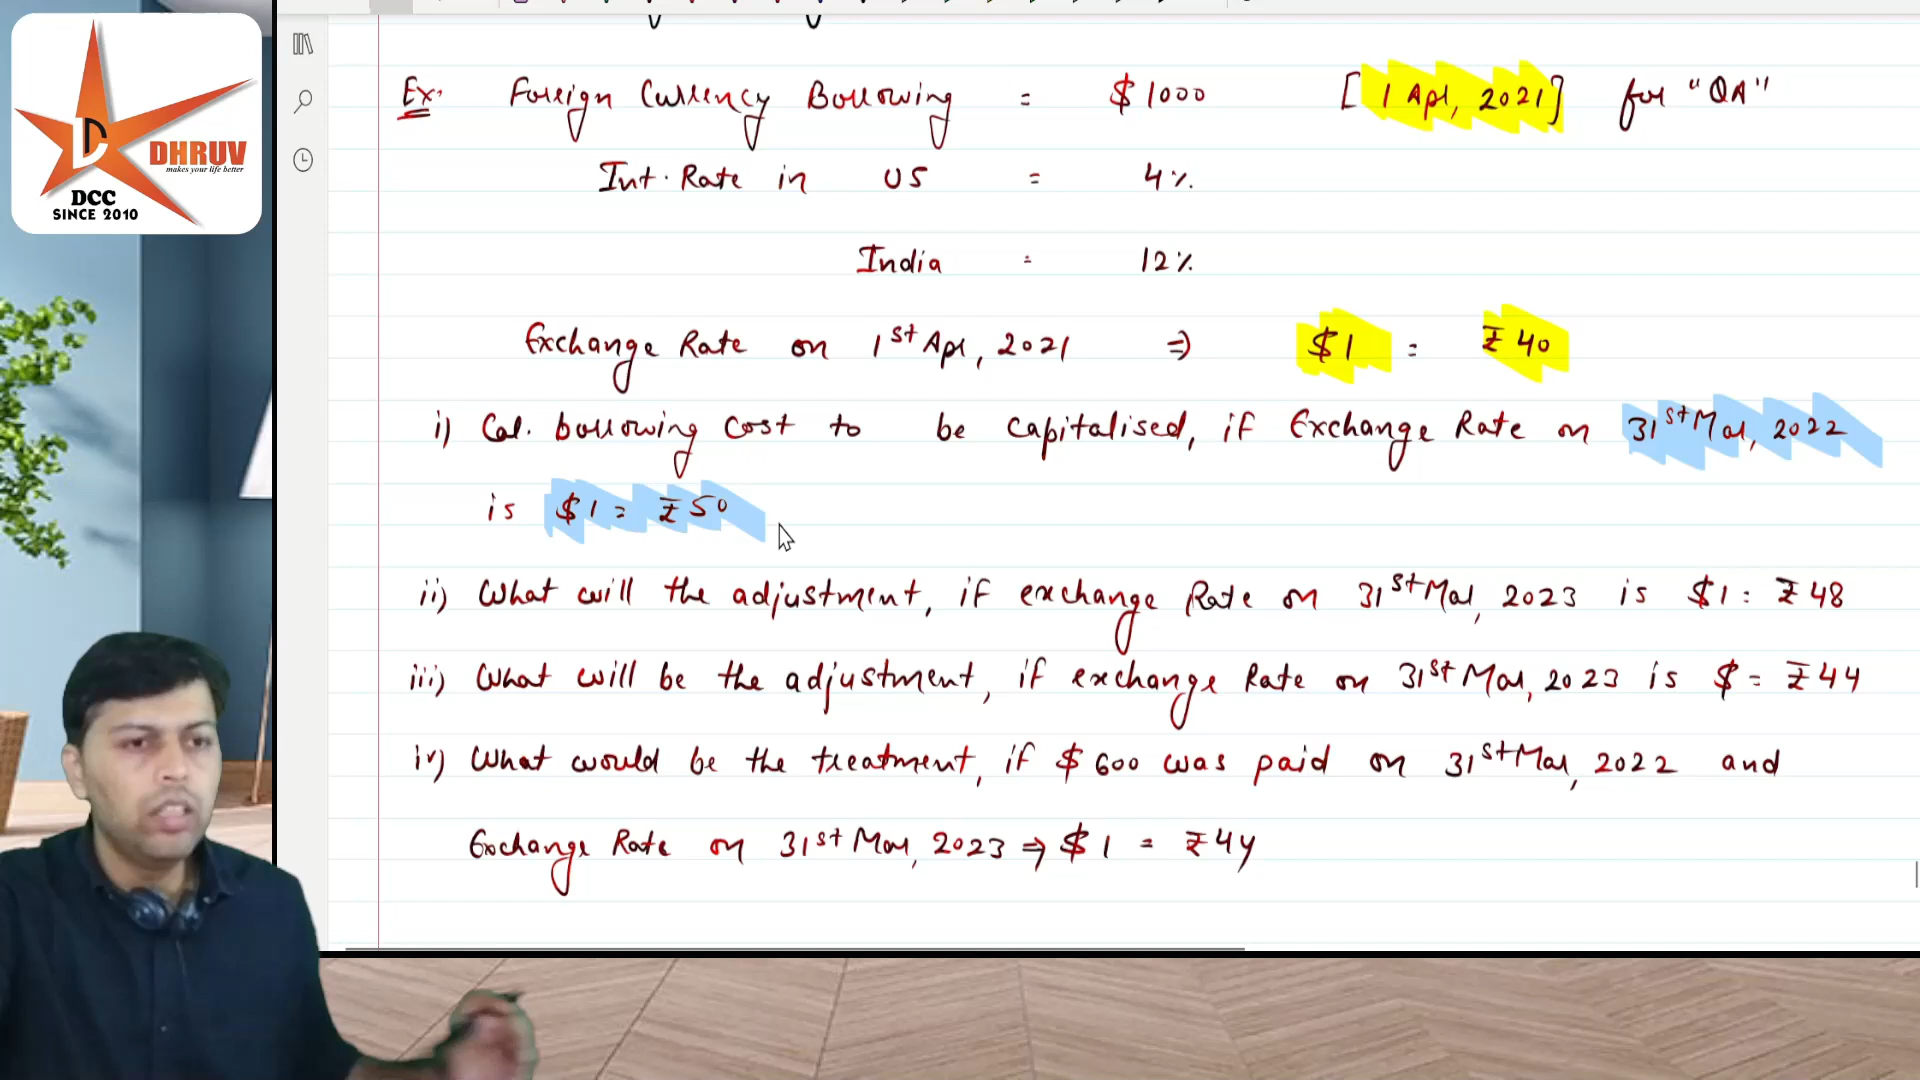 DHRUV
makes your life better
DCC
SINCE 2010
Ex: Foreign Currency Borrowing = $ 1000 [ 1 Apr, 2021] for "QA"
Int. Rate in US = 4%
India = 12%
Exchange Rate on 1st Apr, 2021 ⇒ $1 = ₹40
i) Cal. borrowing Cost to be capitalised, if Exchange Rate on 31st Mar, 2022
is $1 = ₹50
ii) What will the adjustment, if exchange Rate on 31st Mar, 2023 is $1 = ₹48
iii) What will be the adjustment, if exchange Rate on 31st Mar, 2023 is $ = ₹44
iv) What would be the treatment, if $ 600 was paid on 31st Mar, 2022 and
Exchange Rate on 31st Mar, 2023 ⇒ $1 = ₹44